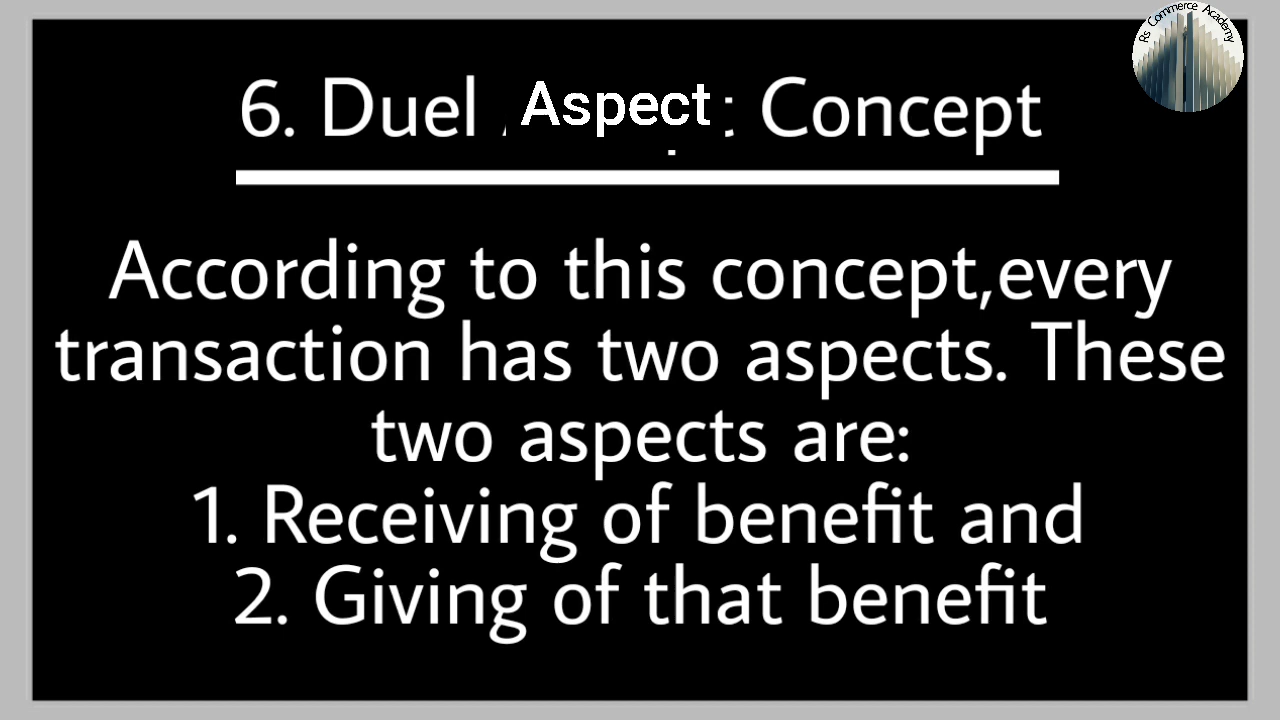 Rs Commerce Academy
6. Duel Aspect Concept
According to this concept,every
transaction has two aspects. These
two aspects are:
1. Receiving of benefit and
2. Giving of that benefit